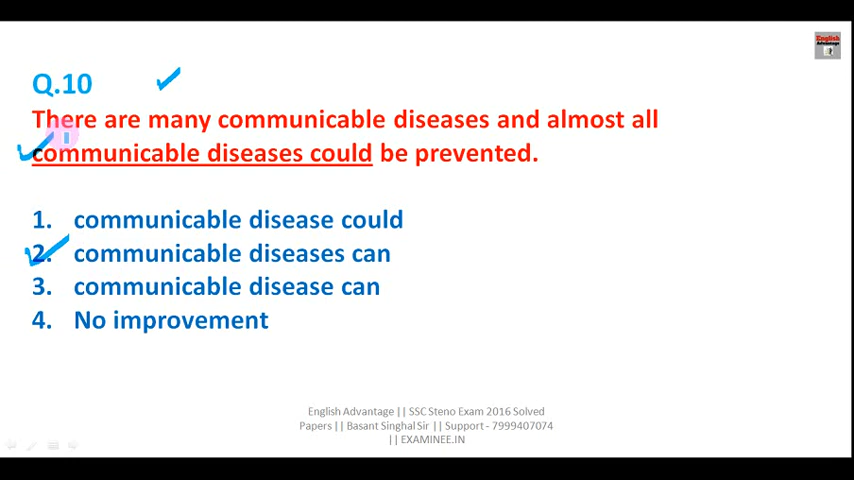 English
Advantage
Q.10
There are many communicable diseases and almost all
communicable diseases could be prevented.
1. communicable disease could
2. communicable diseases can
3. communicable disease can
4. No improvement
English Advantage || SSC Steno Exam 2016 Solved
Papers || Basant Singhal Sir || Support - 7999407074
|| EXAMINEE.IN